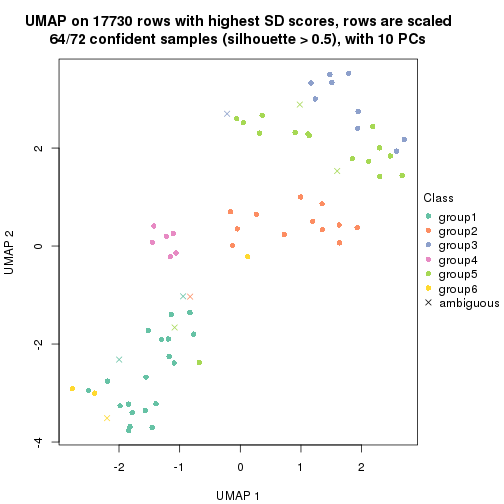 UMAP on 17730 rows with highest SD scores, rows are scaled
64/72 confident samples (silhouette > 0.5), with 10 PCs
Class
group1
group2
group3
group4
group5
group6
ambiguous
UMAP 2
2
0
-2
-4
-2
-1
0
1
2
UMAP 1